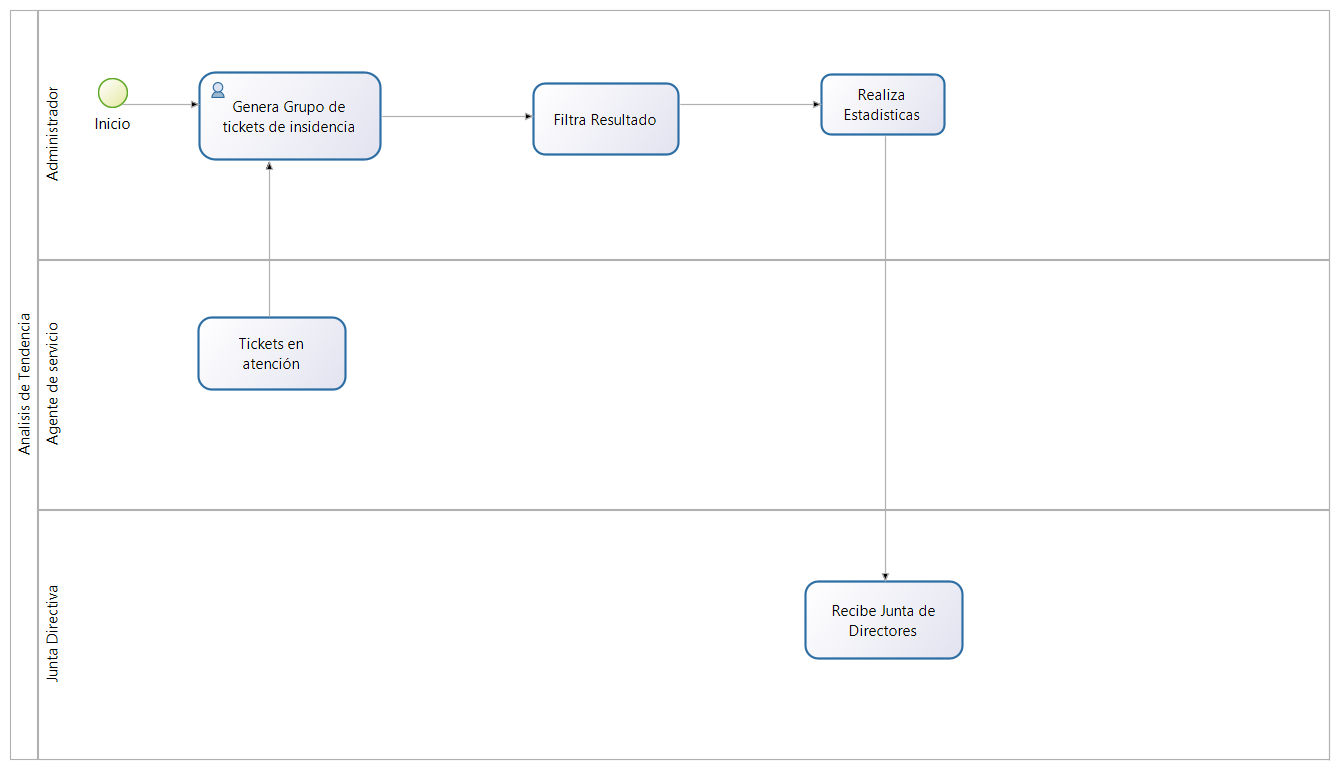 Analisis de Tendencia
Administrador
Inicio
Genera Grupo de
tickets de insidencia
Filtra Resultado
Realiza
Estadisticas
Agente de servicio
Tickets en
atención
Junta Directiva
Recibe Junta de
Directores